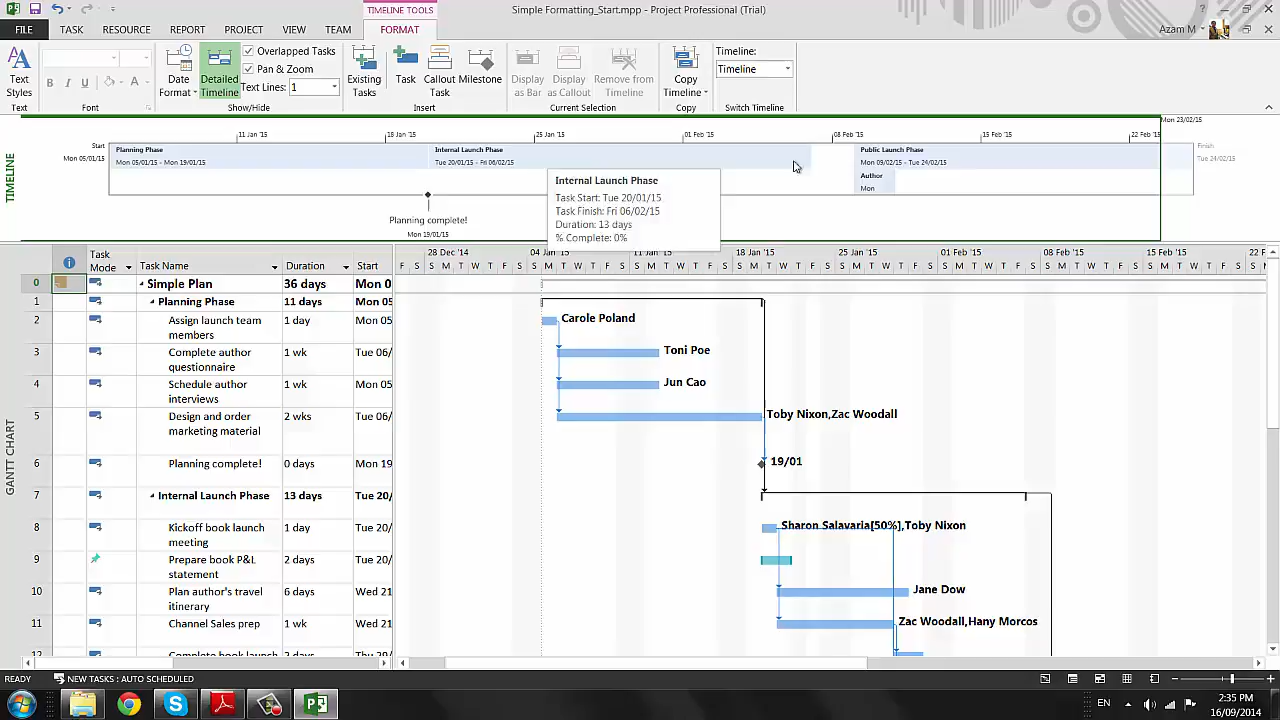 TIMELINE TOOLS
Simple Formatting_Start.mpp - Project Professional (Trial)
FILE TASK RESOURCE REPORT PROJECT VIEW TEAM FORMAT
Azam M
Text Styles
B I U A
Font
Date Format
Detailed Timeline
Overlapped Tasks
Pan & Zoom
Text Lines: 1
Show/Hide
Existing Tasks
Task
Callout
Task Milestone
Insert
Display as Bar
Display as Callout
Remove from Timeline
Current Selection
Copy Timeline
Copy
Timeline:
Timeline
Switch Timeline
TIMELINE
Mon 23/02/15
11 Jan '15 18 Jan '15 25 Jan '15 01 Feb '15 08 Feb '15 15 Feb '15 22 Feb '15
Start
Mon 05/01/15
Planning Phase
Mon 05/01/15 - Mon 19/01/15
Internal Launch Phase
Tue 20/01/15 - Fri 06/02/15
Public Launch Phase
Mon 09/02/15 - Tue 24/02/15
Author
Mon
Finish
Tue 24/02/15
Planning complete!
Mon 19/01/15
Internal Launch Phase
Task Start: Tue 20/01/15
Task Finish: Fri 06/02/15
Duration: 13 days
% Complete: 0%
GANTT CHART
Task Mode Task Name Duration Start
28 Dec '14 04 Jan '15 11 Jan '15 18 Jan '15 25 Jan '15 01 Feb '15 08 Feb '15 15 Feb '15 22 F
0 Simple Plan 36 days Mon 0
1 Planning Phase 11 days Mon 05
2 Assign launch team members 1 day Mon 05
Carole Poland
3 Complete author questionnaire 1 wk Tue 06/
Toni Poe
4 Schedule author interviews 1 wk Mon 05
Jun Cao
5 Design and order marketing material 2 wks Tue 06/
Toby Nixon,Zac Woodall
6 Planning complete! 0 days Mon 19
19/01
7 Internal Launch Phase 13 days Tue 20/
8 Kickoff book launch meeting 1 day Tue 20/
Sharon Salavaria[50%],Toby Nixon
9 Prepare book P&L statement 2 days Tue 20/
10 Plan author's travel itinerary 6 days Wed 21
Jane Dow
11 Channel Sales prep 1 wk Wed 21
Zac Woodall,Hany Morcos
12
READY NEW TASKS : AUTO SCHEDULED
EN
2:35 PM
16/09/2014